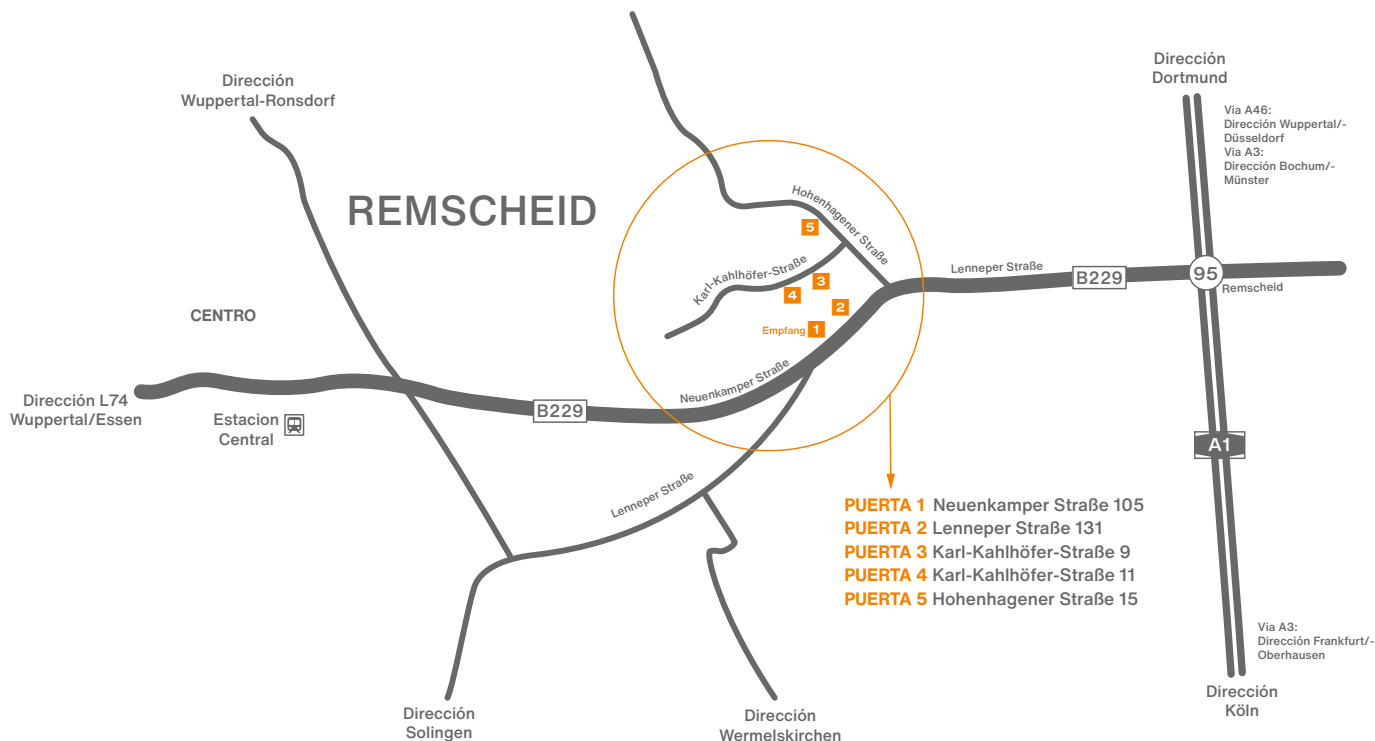 Dirección
Wuppertal-Ronsdorf
REMSCHEID
CENTRO
Dirección L74
Wuppertal/Essen
Estacion
Central
B229
Neuenkamper Straße
Lenneper Straße
Hohenhagener Straße
Karl-Kahlhöfer-Straße
5
3
4
2
Empfang 1
Lenneper Straße
B229
95
Remscheid
Dirección
Dortmund
Via A46:
Dirección Wuppertal/-
Düsseldorf
Via A3:
Dirección Bochum/-
Münster
A1
PUERTA 1 Neuenkamper Straße 105
PUERTA 2 Lenneper Straße 131
PUERTA 3 Karl-Kahlhöfer-Straße 9
PUERTA 4 Karl-Kahlhöfer-Straße 11
PUERTA 5 Hohenhagener Straße 15
Via A3:
Dirección Frankfurt/-
Oberhausen
Dirección
Köln
Dirección
Solingen
Dirección
Wermelskirchen